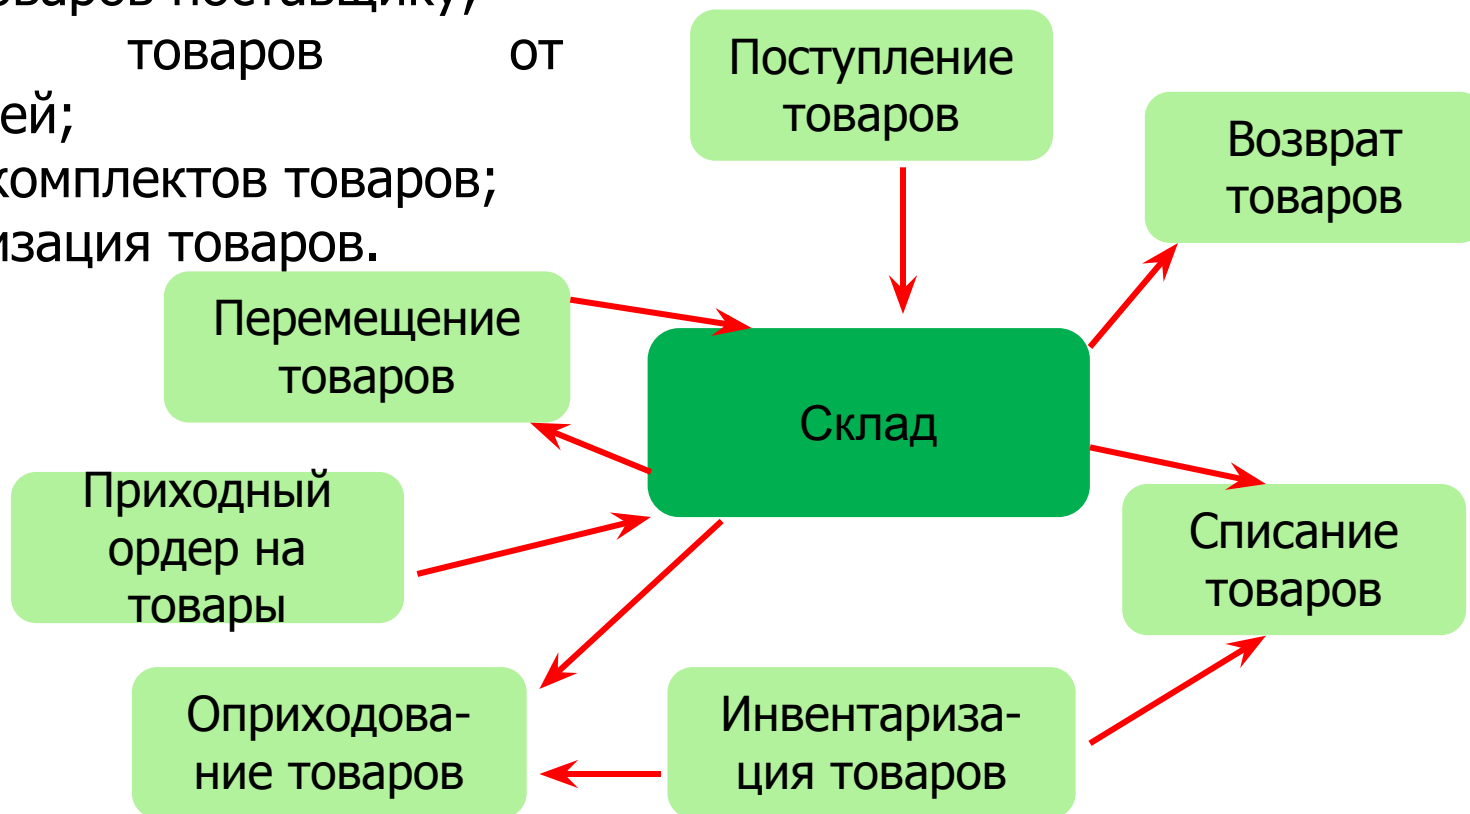 поставщику;
товаров от
ей;
комплектов товаров;
изация товаров.
Поступление
товаров
Возврат
товаров
Перемещение
товаров
Склад
Приходный
ордер на
товары
Списание
товаров
Оприходова-
ние товаров
Инвентариза-
ция товаров